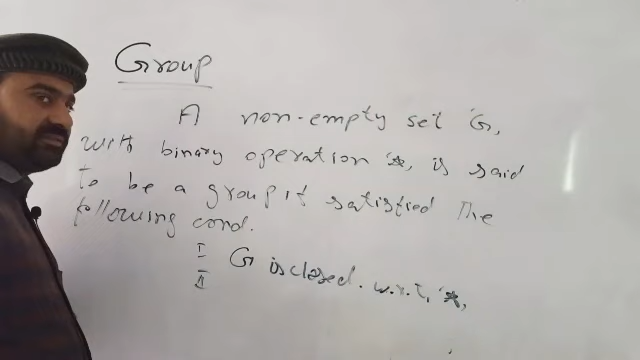 Group
A non-empty set 'G,
with binary operation '*, is said
to be a group if satisfied the
following cond.
I G is closed. w.r.t, '*,
II